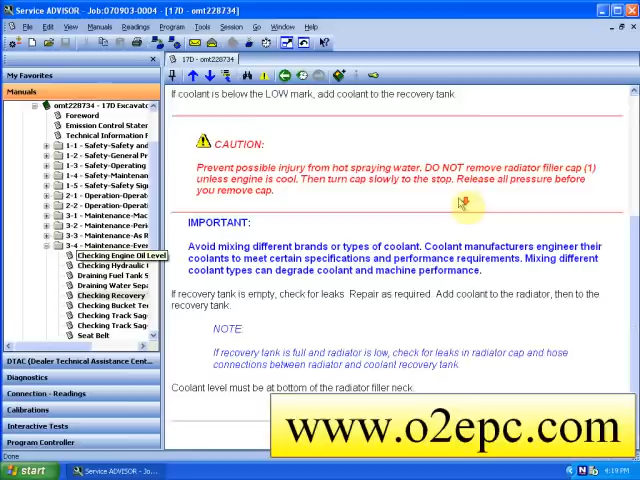 Service ADVISOR - Job:070903-0004 - [17D - omt228734)
File Edit View Manuals Readings Program Tools Session Window Help
17D - omt228734
My Favorites
Manuals
omt228734 - 17D Excavato
Foreword
Emission Control Stater
Technical Information F
1-1 - Safety-Safety and
1-2 - Safety-General Pr
1-3 - Safety-Operating
1-4 - Safety-Maintenanc
1-5 - Safety-Safety Sign
2-1 - Operation-Operat
2-2 - Operation-Operat
3-1 - Maintenance-Mac
3-2 - Maintenance-Peri
3-3 - Maintenance-As R
3-4 - Maintenance-Ever
Checking Engine Oil Level
Checking Hydraulic
Draining Fuel Tank S
Draining Water Sepa
Checking Recovery
Checking Bucket Tee
Checking Track Sag-
Checking Track Sag-
Seat Belt
DTAC (Dealer Technical Assistance Cent...
Diagnostics
Connection - Readings
Calibrations
Interactive Tests
Program Controller
If coolant is below the LOW mark, add coolant to the recovery tank.
CAUTION:
Prevent possible injury from hot spraying water. DO NOT remove radiator filler cap (1)
unless engine is cool. Then turn cap slowly to the stop. Release all pressure before
you remove cap.
IMPORTANT:
Avoid mixing different brands or types of coolant. Coolant manufacturers engineer their
coolants to meet certain specifications and performance requirements. Mixing different
coolant types can degrade coolant and machine performance.
If recovery tank is empty, check for leaks. Repair as required. Add coolant to the radiator, then to the
recovery tank.
NOTE:
If recovery tank is full and radiator is low, check for leaks in radiator cap and hose
connections between radiator and coolant recovery tank.
Coolant level must be at bottom of the radiator filler neck.
www.o2epc.com
Done
start
Service ADVISOR - Jo...
4:19 PM